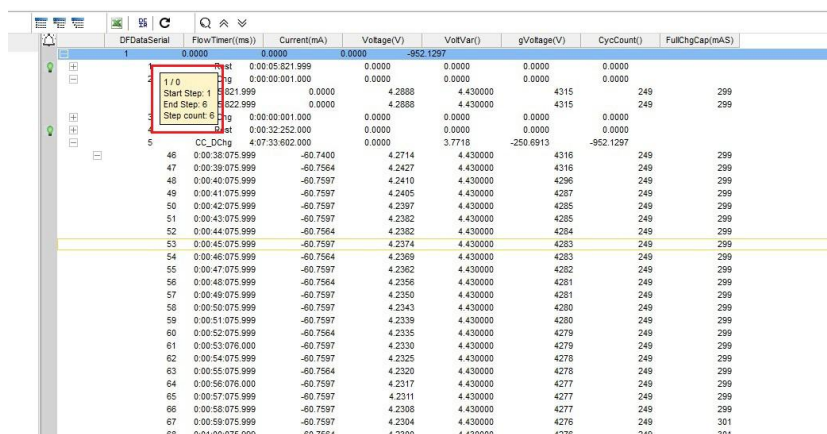 DFDataSerial FlowTimer((ms)) Current(mA) Voltage(V) VoltVar() gVoltage(V) CycCount() FullChgCap(mAS)
1 0.0000 0.0000 0.0000 -952.1297
1 Rest 0:00:05:821.999 0.0000 0.0000 0.0000 0.0000
2 0:00:00:001.000 0.0000 0.0000 0.0000 0.0000
1 / 0
Start Step: 1
End Step: 6
Step count: 6
821.999 0.0000 4.2888 4.430000 4315 249 299
822.999 0.0000 4.2888 4.430000 4315 249 299
0:00:00:001.000 0.0000 0.0000 0.0000 0.0000
Rest 0:00:32:252.000 0.0000 0.0000 0.0000 0.0000
5 CC_DChg 4:07:33:602.000 0.0000 3.7718 -250.6913 -952.1297
46 0:00:38:075.999 -60.7400 4.2714 4.430000 4316 249 299
47 0:00:39:075.999 -60.7564 4.2427 4.430000 4316 249 299
48 0:00:40:075.999 -60.7597 4.2410 4.430000 4296 249 299
49 0:00:41:075.999 -60.7597 4.2405 4.430000 4287 249 299
50 0:00:42:075.999 -60.7597 4.2397 4.430000 4285 249 299
51 0:00:43:075.999 -60.7597 4.2382 4.430000 4285 249 299
52 0:00:44:075.999 -60.7564 4.2382 4.430000 4284 249 299
53 0:00:45:075.999 -60.7597 4.2374 4.430000 4283 249 299
54 0:00:46:075.999 -60.7564 4.2369 4.430000 4283 249 299
55 0:00:47:075.999 -60.7597 4.2362 4.430000 4282 249 299
56 0:00:48:075.999 -60.7564 4.2356 4.430000 4281 249 299
57 0:00:49:075.999 -60.7597 4.2350 4.430000 4281 249 299
58 0:00:50:075.999 -60.7597 4.2343 4.430000 4280 249 299
59 0:00:51:075.999 -60.7597 4.2339 4.430000 4280 249 299
60 0:00:52:075.999 -60.7564 4.2335 4.430000 4279 249 299
61 0:00:53:076.000 -60.7597 4.2330 4.430000 4279 249 299
62 0:00:54:075.999 -60.7597 4.2325 4.430000 4278 249 299
63 0:00:55:075.999 -60.7564 4.2320 4.430000 4278 249 299
64 0:00:56:076.000 -60.7597 4.2317 4.430000 4277 249 299
65 0:00:57:075.999 -60.7597 4.2311 4.430000 4277 249 299
66 0:00:58:075.999 -60.7597 4.2308 4.430000 4277 249 299
67 0:00:59:075.999 -60.7597 4.2304 4.430000 4276 249 301